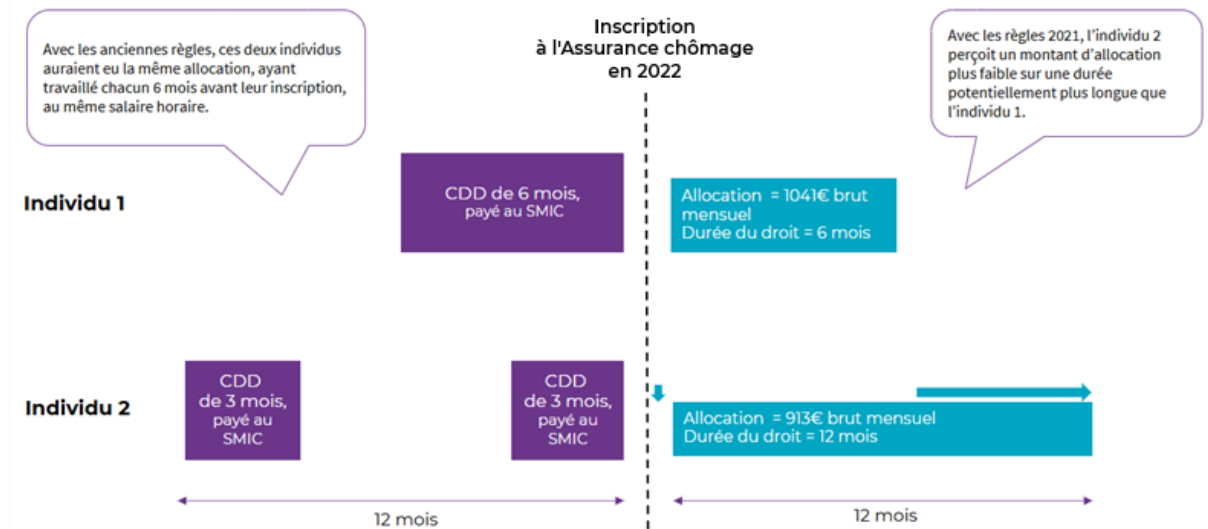 Avec les anciennes règles, ces deux individus
auraient eu la même allocation, ayant
travaillé chacun 6 mois avant leur inscription,
au même salaire horaire.
Inscription
à l'Assurance chômage
en 2022
Avec les règles 2021, l'individu 2
perçoit un montant d'allocation
plus faible sur une durée
potentiellement plus longue que
l'individu 1.
Individu 1
CDD de 6 mois,
payé au SMIC
Allocation = 1041€ brut
mensuel
Durée du droit = 6 mois
Individu 2
CDD
de 3 mois,
payé au
SMIC
CDD
de 3 mois,
payé au
SMIC
Allocation = 913€ brut mensuel
Durée du droit = 12 mois
12 mois
12 mois